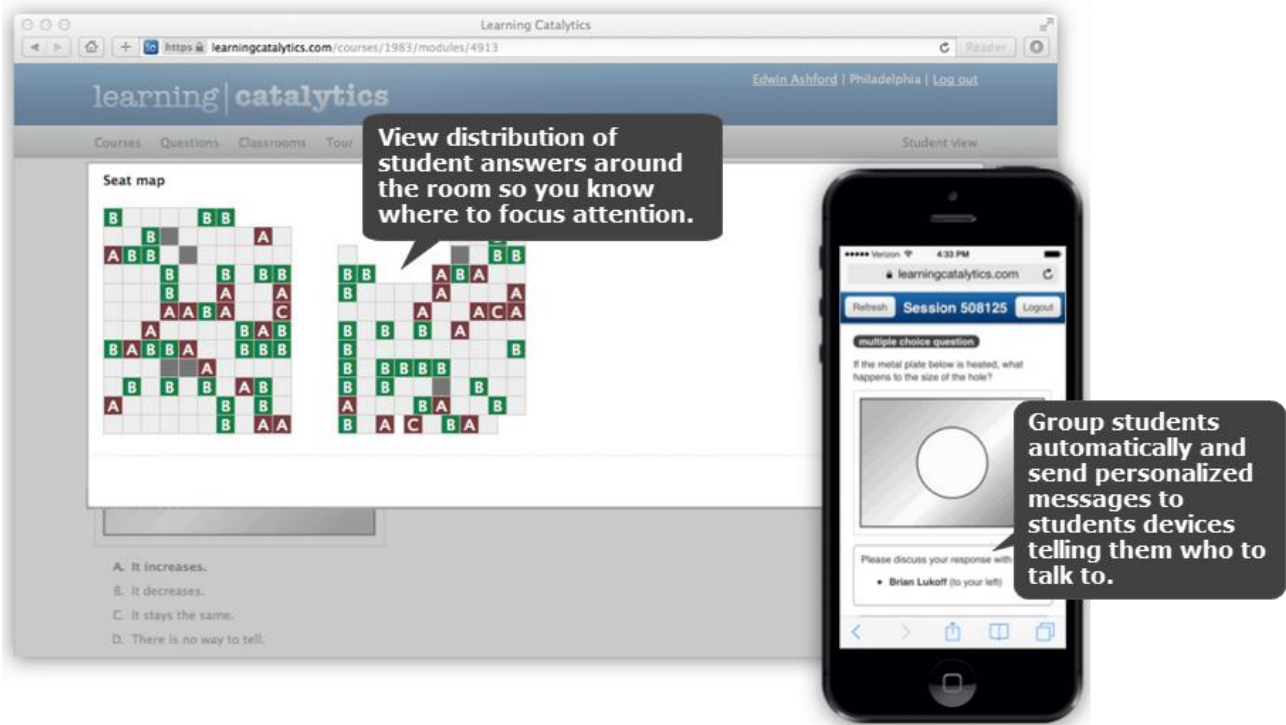 Learning Catalytics
https learningcatalytics.com/courses/1983/modules/4913
Reader
Edwin Ashford | Philadelphia | Log out
learning|catalytics
Courses Questions Classrooms Tour
Student view
View distribution of
student answers around
the room so you know
where to focus attention.
Seat map
B B B
B A
A B B
B B B B
B A A
A A B A C
A B A B
B A B B A B B B
A
B B B A B
A B B
B A A
B B
B B A B A
B A A
A A C A
B B B A
B B
B B B B B
B B B
A B A B
B A C B A
A. It increases.
B. It decreases.
C. It stays the same.
D. There is no way to tell.
Verizon 4:33 PM
learningcatalytics.com
Refresh Session 508125 Logout
multiple choice question
If the metal plate below is heated, what
happens to the size of the hole?
Please discuss your response with
• Brian Lukoff (to your left)
Group students
automatically and
send personalized
messages to
students devices
telling them who to
talk to.